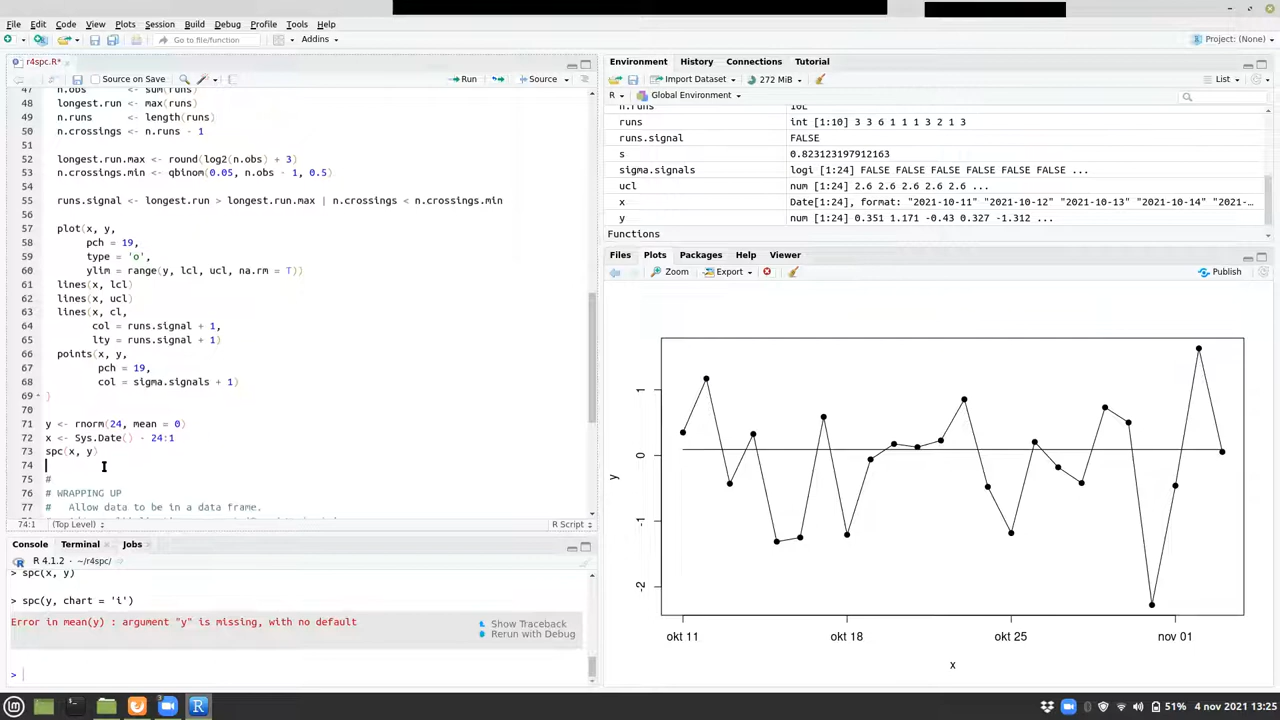 File Edit Code View Plots Session Build Debug Profile Tools Help
Go to file/function
Addins
Project: (None)
r4spc.R*
Source on Save
Run
Source
47 n.obs <- sum(runs)
48 longest.run <- max(runs)
49 n.runs <- length(runs)
50 n.crossings <- n.runs - 1
51
52 longest.run.max <- round(log2(n.obs) + 3)
53 n.crossings.min <- qbinom(0.05, n.obs - 1, 0.5)
54
55 runs.signal <- longest.run > longest.run.max | n.crossings < n.crossings.min
56
57 plot(x, y,
58 pch = 19,
59 type = 'o',
60 ylim = range(y, lcl, ucl, na.rm = T))
61 lines(x, lcl)
62 lines(x, ucl)
63 lines(x, cl,
64 col = runs.signal + 1,
65 lty = runs.signal + 1)
66 points(x, y,
67 pch = 19,
68 col = sigma.signals + 1)
69 }
70
71 y <- rnorm(24, mean = 0)
72 x <- Sys.Date() - 24:1
73 spc(x, y)
74
75 #
76 # WRAPPING UP
77 # Allow data to be in a data frame.
74:1 (Top Level) R Script
Console Terminal Jobs
R 4.1.2 · ~/r4spc/
> spc(x, y)
> spc(y, chart = 'i')
Error in mean(y) : argument "y" is missing, with no default
Show Traceback
Rerun with Debug
>
Environment History Connections Tutorial
Import Dataset 272 MiB List
R Global Environment
n.runs 10L
runs int [1:10] 3 3 6 1 1 1 3 2 1 3
runs.signal FALSE
s 0.823123197912163
sigma.signals logi [1:24] FALSE FALSE FALSE FALSE FALSE FALSE ...
ucl num [1:24] 2.6 2.6 2.6 2.6 2.6 ...
x Date[1:24], format: "2021-10-11" "2021-10-12" "2021-10-13" "2021-10-14" "2021-…
y num [1:24] 0.351 1.171 -0.43 0.327 -1.312 ...
Functions
Files Plots Packages Help Viewer
Zoom Export Publish
y
1
0
-1
-2
okt 11 okt 18 okt 25 nov 01
x
51% 4 nov 2021 13:25